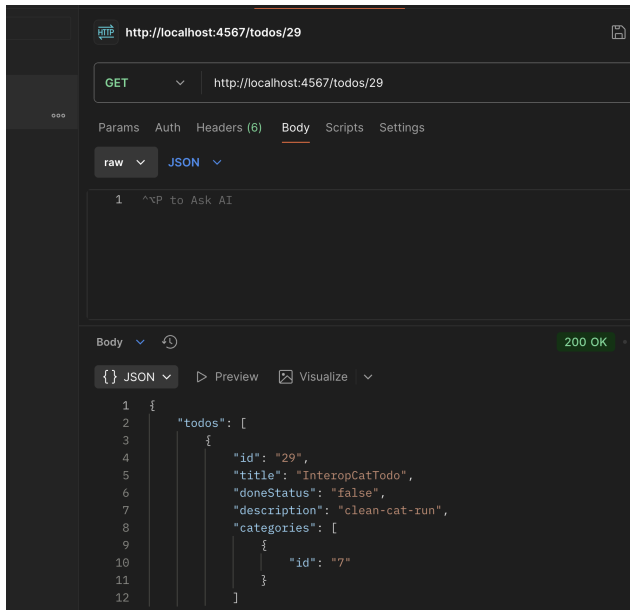 HTTP http://localhost:4567/todos/29
GET http://localhost:4567/todos/29
Params Auth Headers (6) Body Scripts Settings
raw JSON
1 ^⌥P to Ask AI
Body 200 OK
{} JSON Preview Visualize
1 {
2 "todos": [
3 {
4 "id": "29",
5 "title": "InteropCatTodo",
6 "doneStatus": "false",
7 "description": "clean-cat-run",
8 "categories": [
9 {
10 "id": "7"
11 }
12 ]